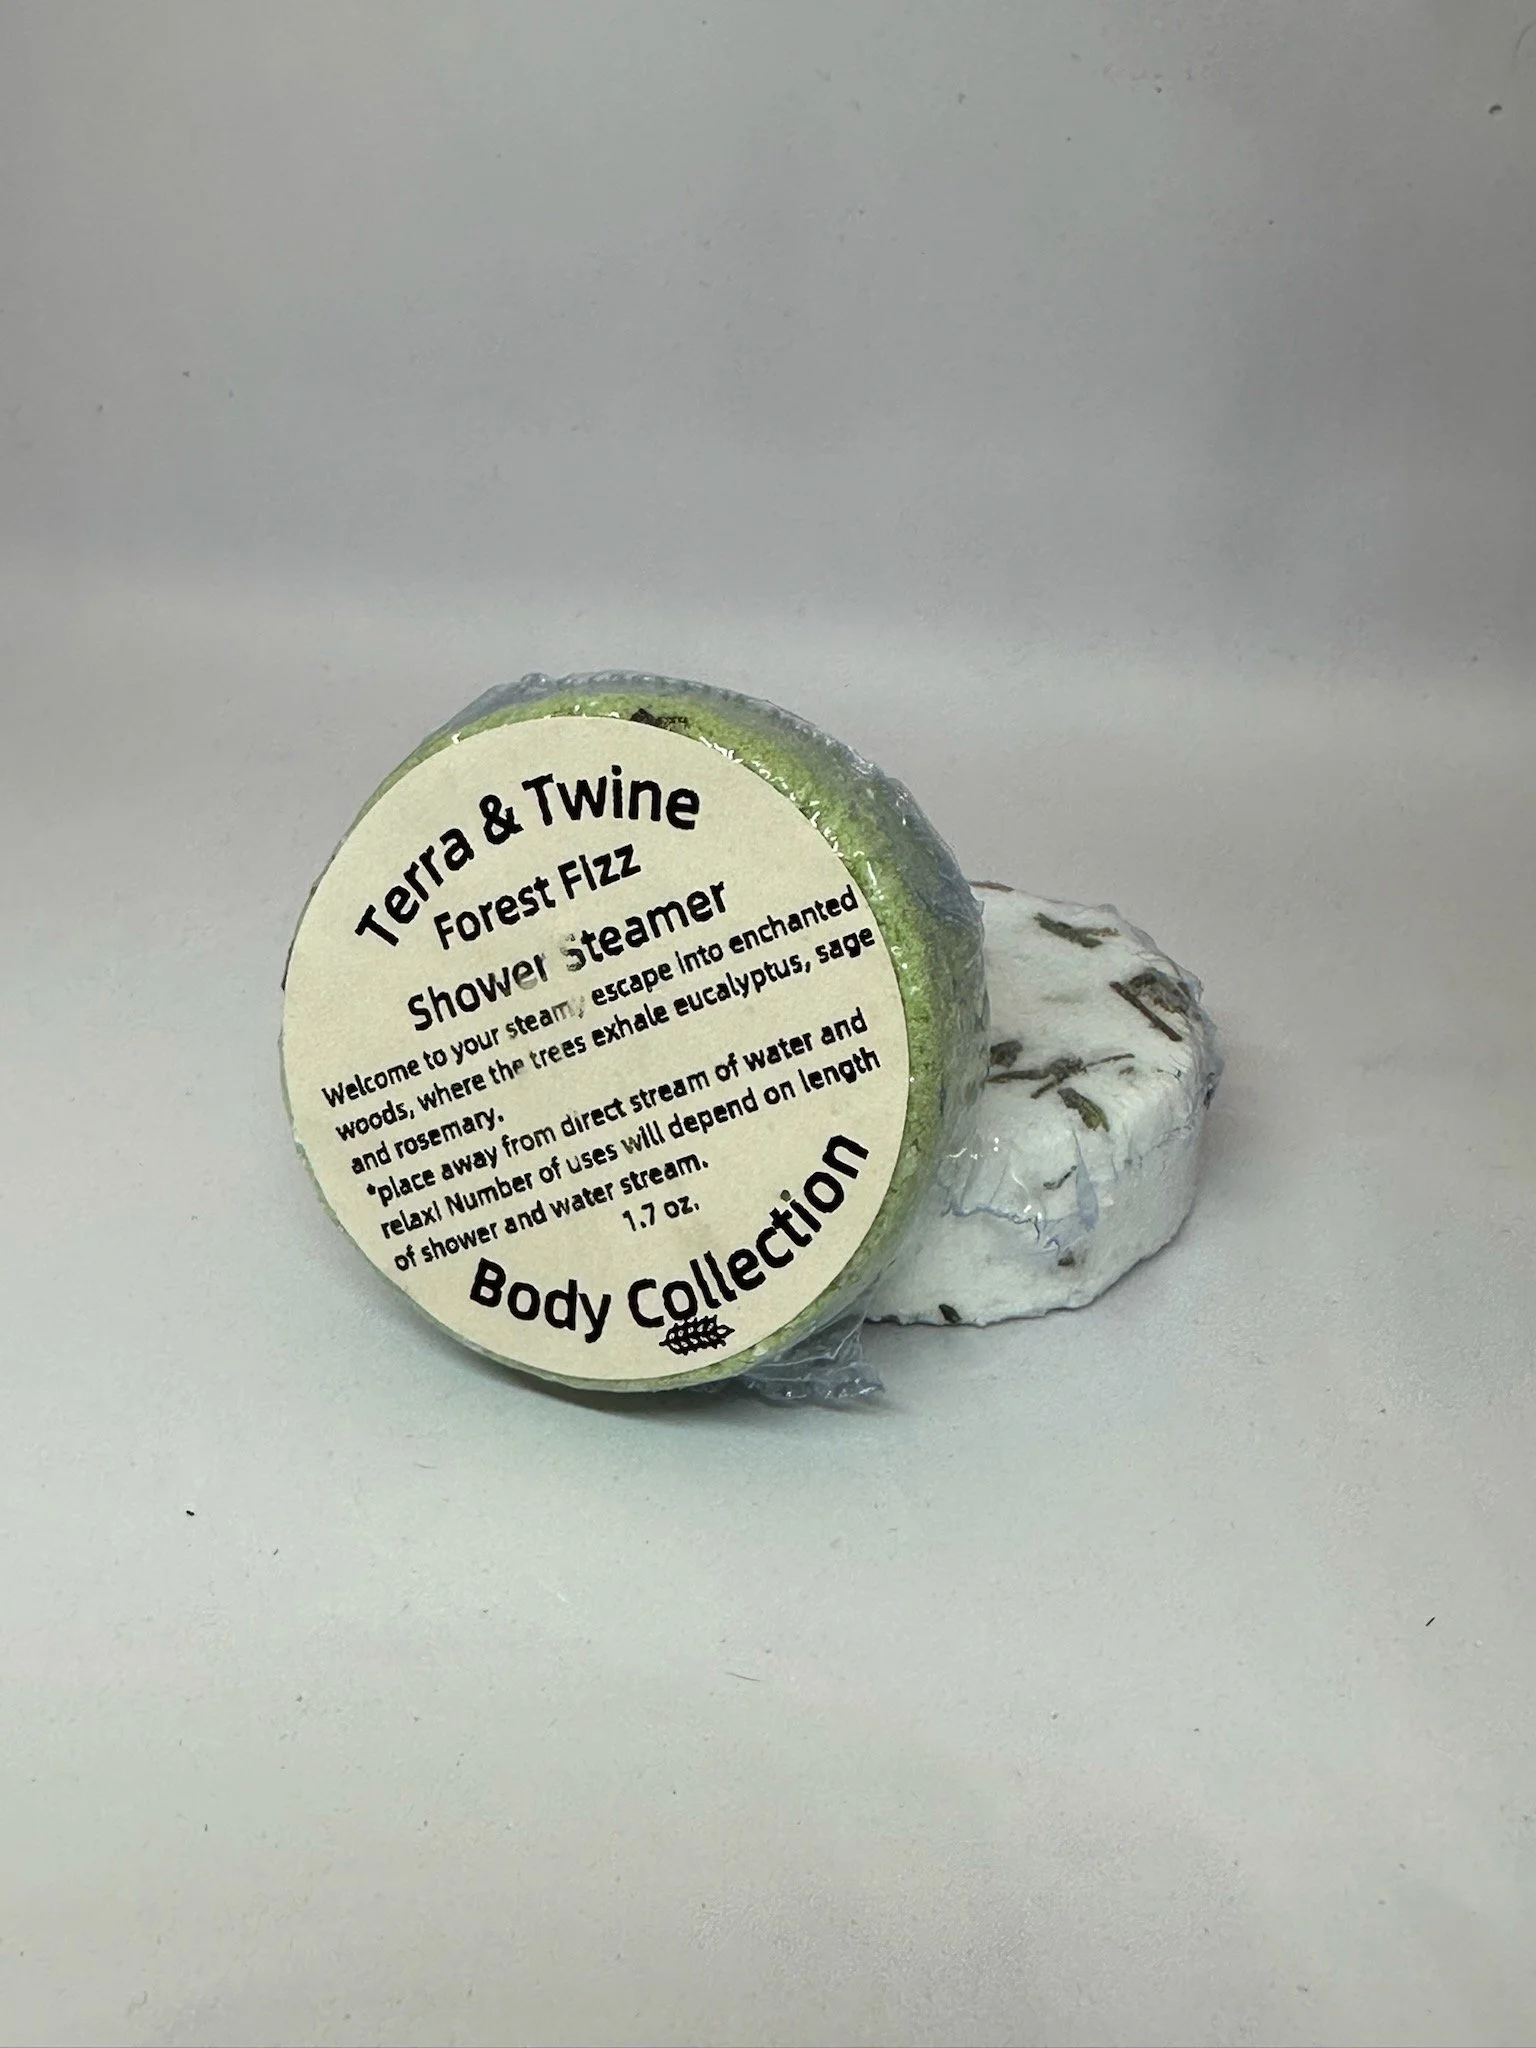 Terra & Twine
Forest Fizz
Shower Steamer
Welcome to your steamy escape into enchanted
woods, where the trees exhale eucalyptus, sage
and rosemary.
*place away from direct stream of water and
relax! Number of uses will depend on length
of shower and water stream.
1.7 oz.
Body Collection